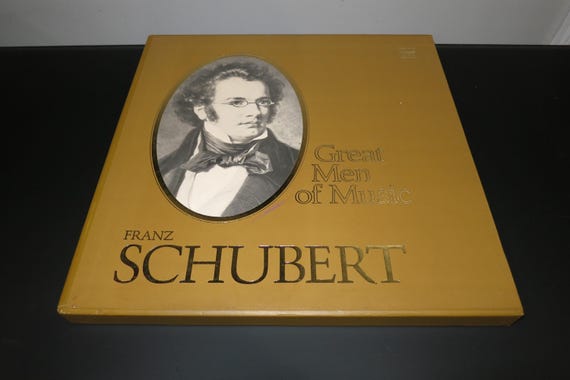 Great
Men
of Music
FRANZ
SCHUBERT